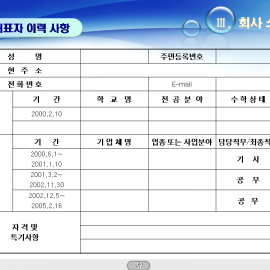 Ⅲ 회사 소
대표자 이력 사항
성 명 주민등록번호
현 주 소
전화번호 E-mail
기 간 학 교 명 전 공 분 야 수 학 상 태
2000.2.10
기 간 기 업 체 명 업종 또는 사업분야 담당직무/최종직
2000.6.1~
2001.1.10
기 사
2001.3.2~
2002.11.30
공 무
2002.12.5~
2005.2.16
공 무
자 격 및
특기사항